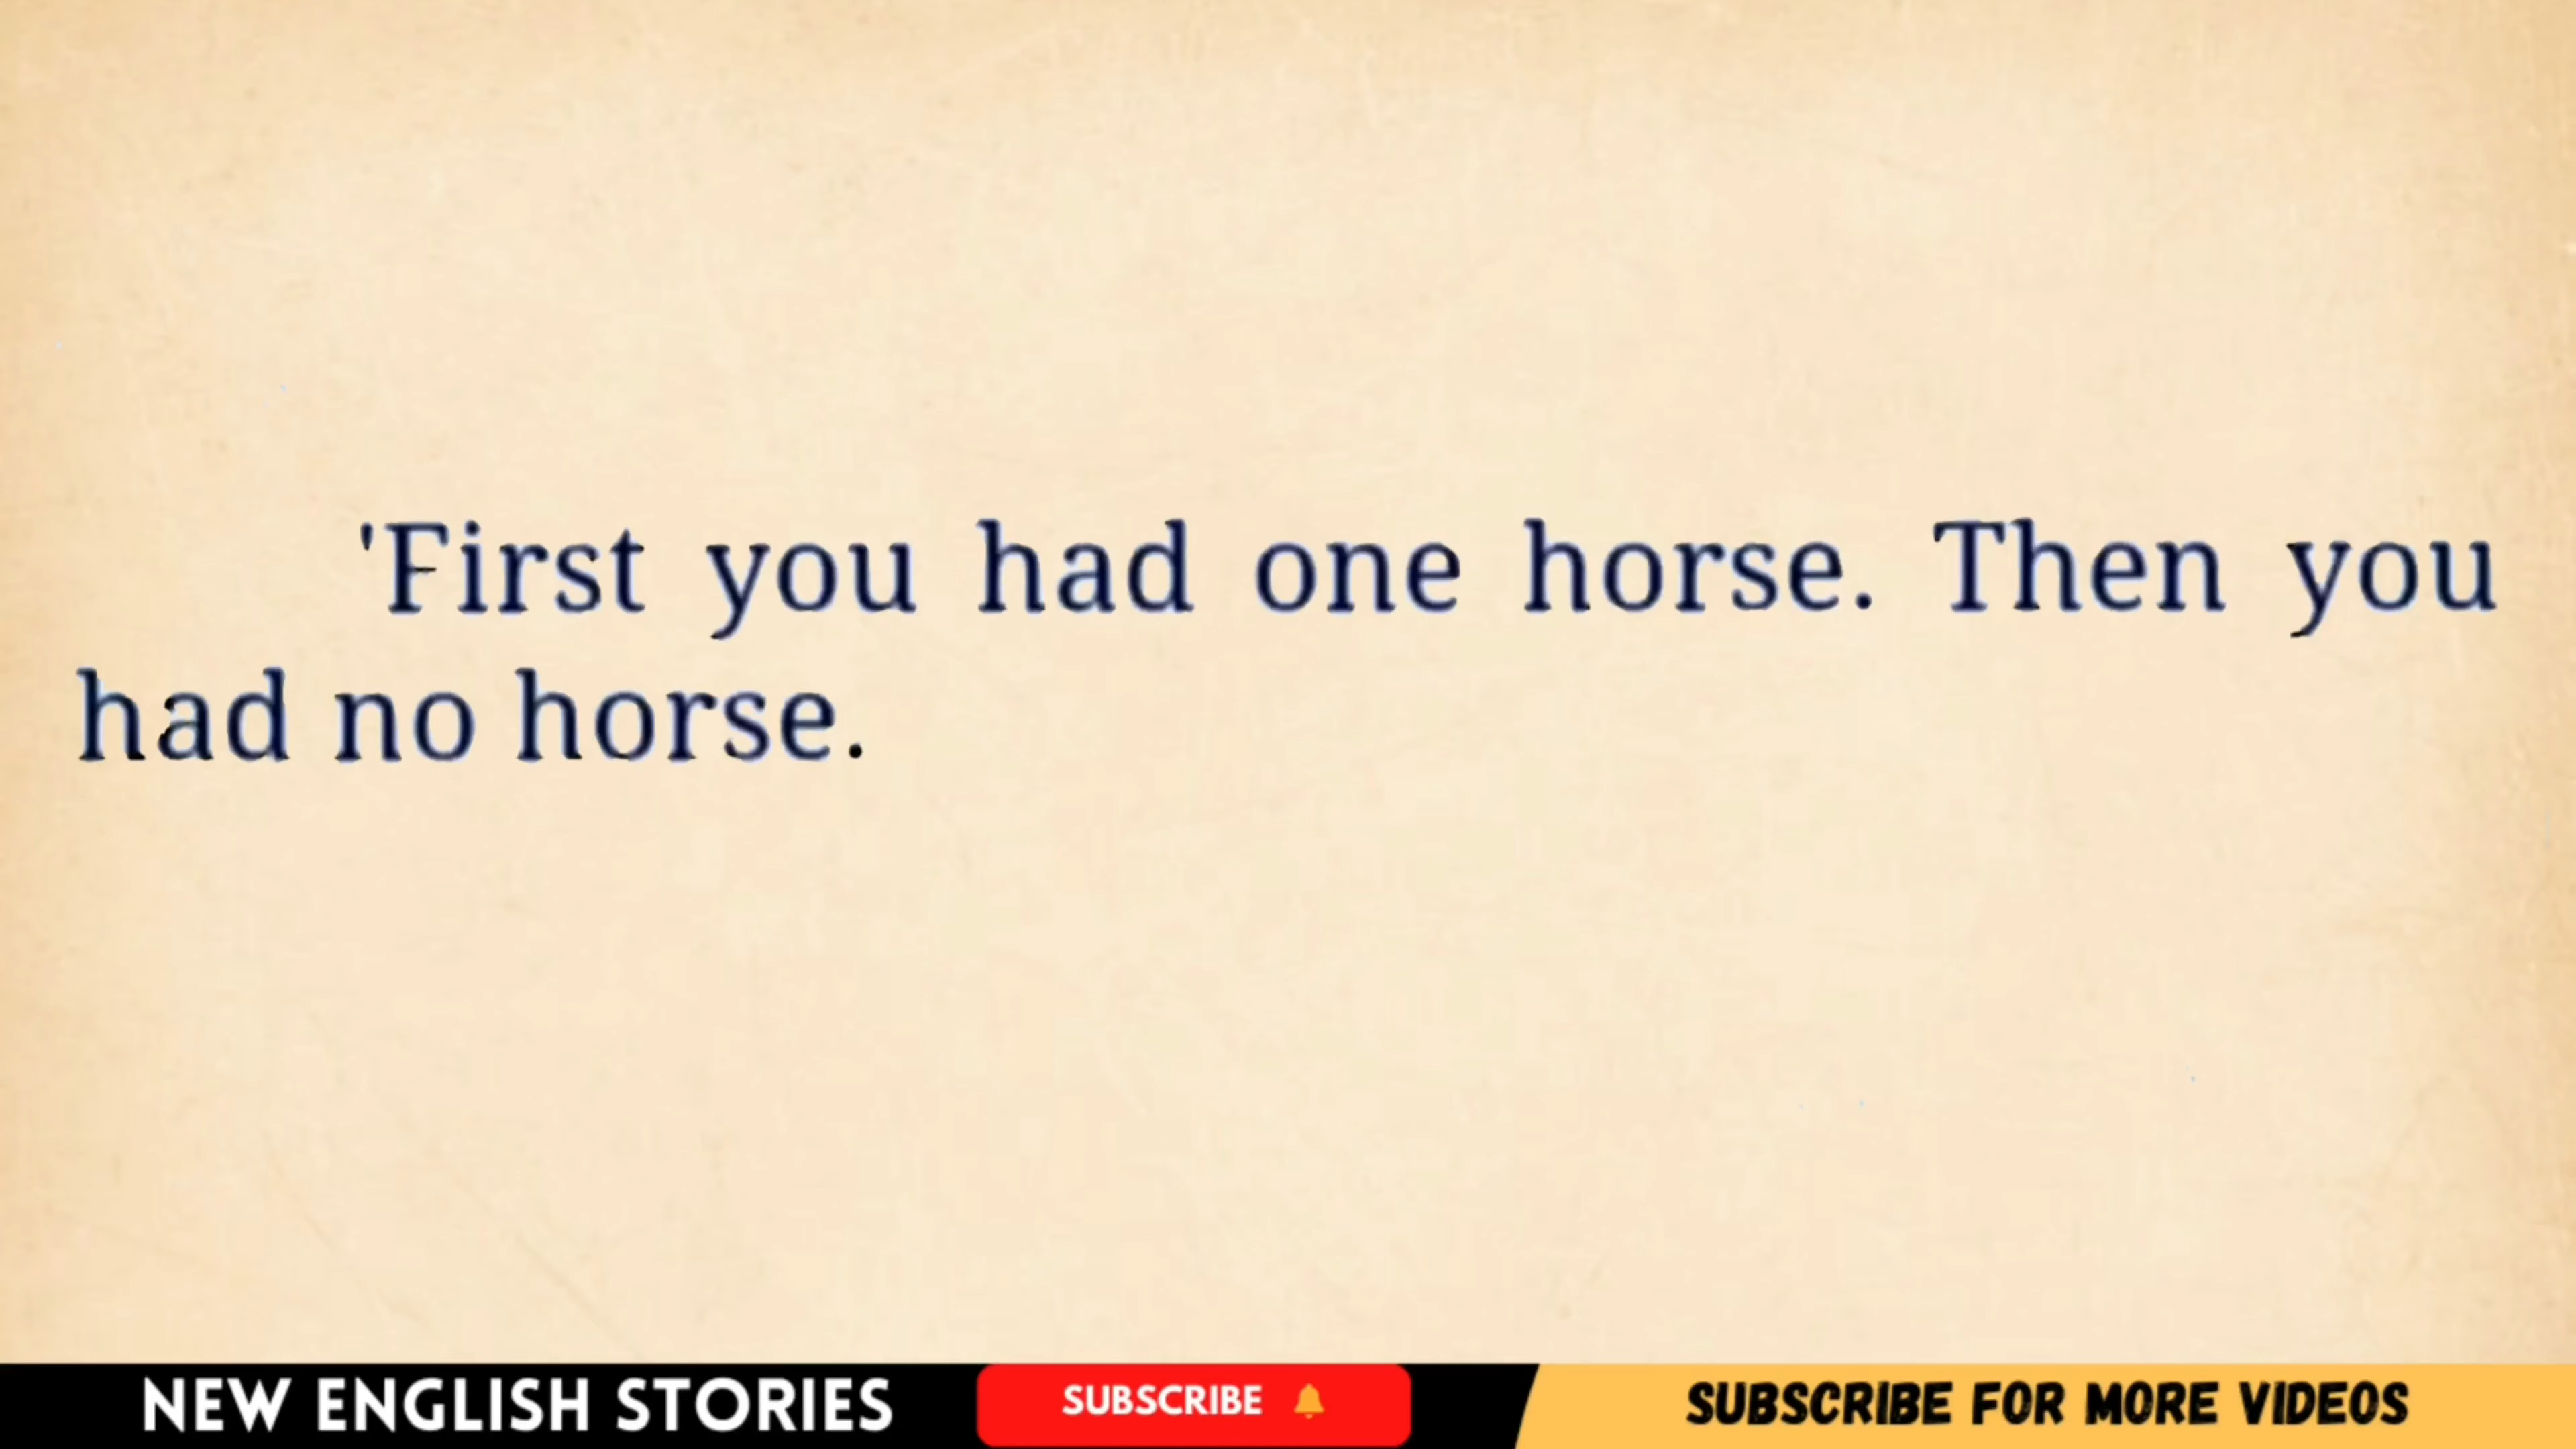 'First you had one horse. Then you
had no horse.
NEW ENGLISH STORIES
SUBSCRIBE
SUBSCRIBE FOR MORE VIDEOS